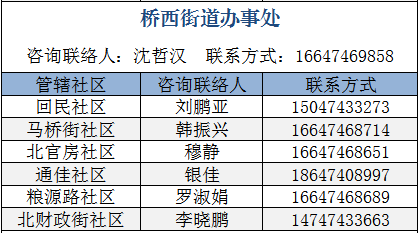 桥西街道办事处
咨询联络人：沈哲汉 联系方式：16647469858
管辖社区 咨询联络人 联系方式
回民社区 刘鹏亚 15047433273
马桥街社区 韩振兴 16647468714
北官房社区 穆静 16647468651
通佳社区 银佳 18647408997
粮源路社区 罗淑娟 16647468689
北财政街社区 李晓鹏 14747433663